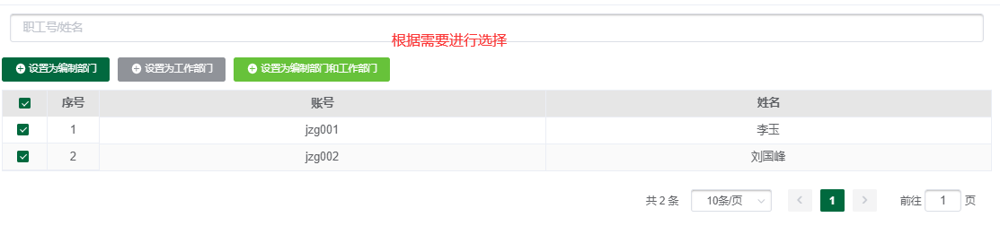 职工号/姓名
根据需要进行选择
设置为编制部门 设置为工作部门 设置为编制部门和工作部门
序号 账号 姓名
1 jzg001 李玉
2 jzg002 刘国峰
共 2 条 10条/页 1 前往 1 页